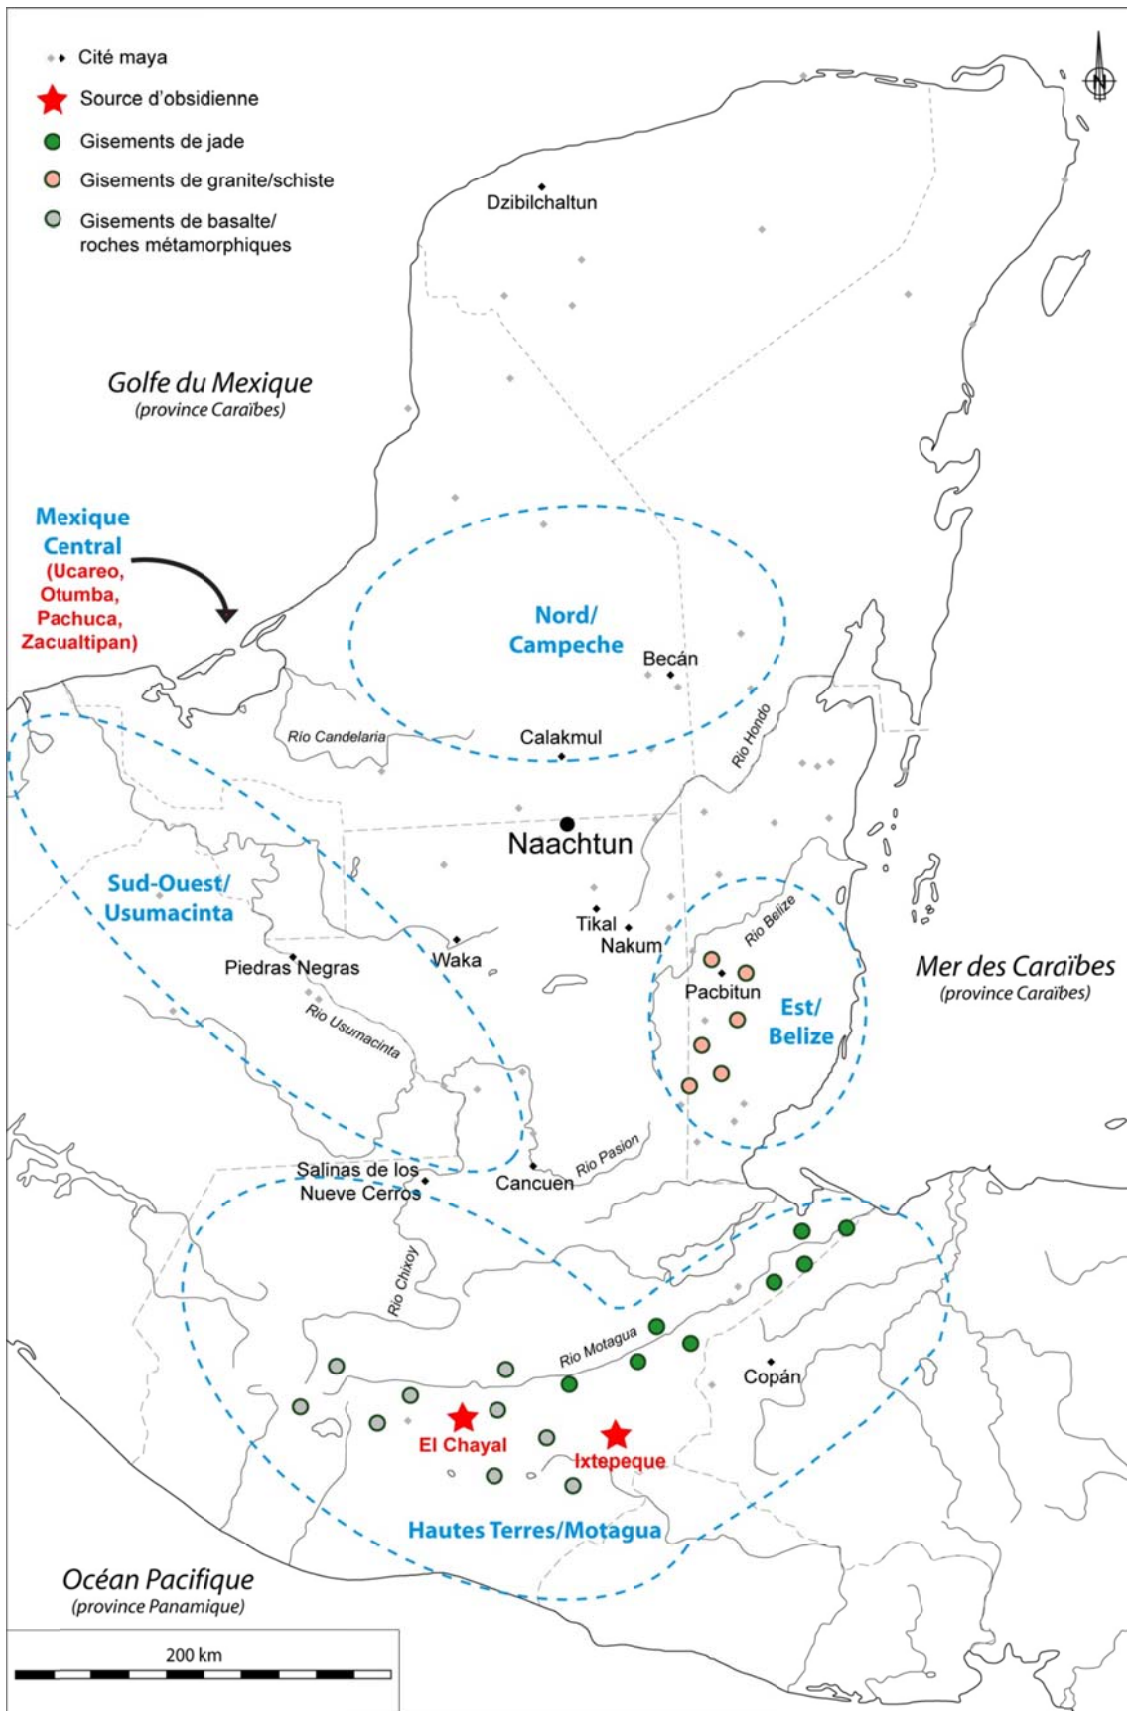 Cité maya
Source d'obsidienne
Gisements de jade
Gisements de granite/schiste
Gisements de basalte/
roches métamorphiques
N
Dzibilchaltun
Golfe du Mexique
(province Caraïbes)
Mexique
Central
(Ucareo,
Otumba,
Pachuca,
Zacualtipan)
Nord/
Campeche
Becán
Río Candelaria
Calakmul
Rio Hondo
Naachtun
Sud-Ouest/
Usumacinta
Tikal
Nakum
Rio Belize
Waka
Piedras Negras
Pacbitun
Mer des Caraïbes
(province Caraïbes)
Est/
Belize
Rio Usumacinta
Rio Pasion
Salinas de los
Nueve Cerros
Cancuen
Rio Chixoy
Rio Motagua
Copán
El Chayal
Ixtepeque
Hautes Terres/Motagua
Océan Pacifique
(province Panamique)
200 km